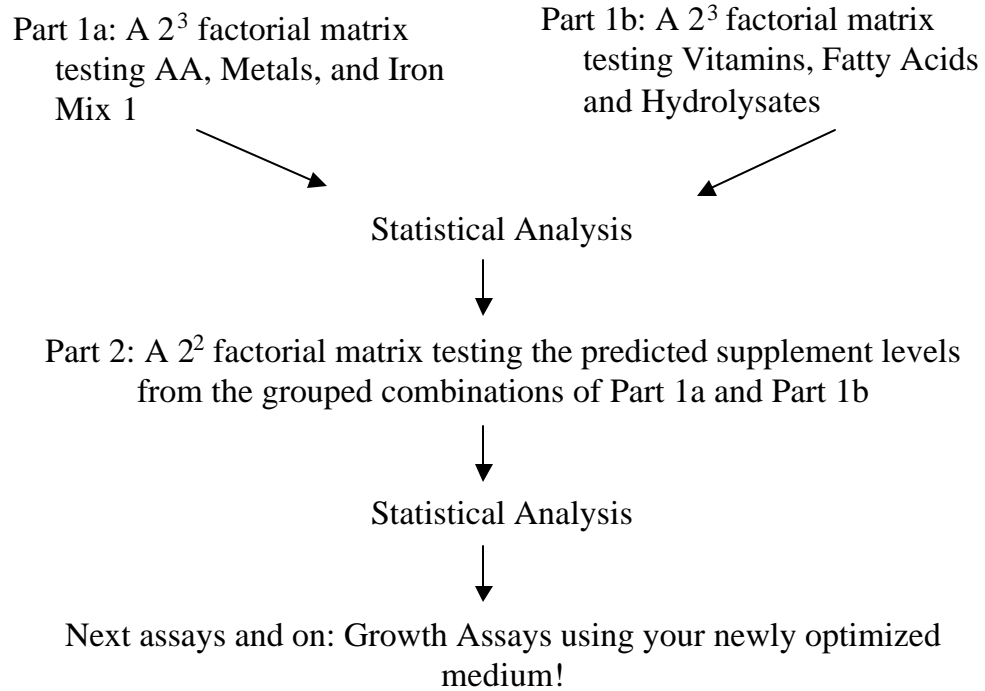 Part 1a: A 2³ factorial matrix
testing AA, Metals, and Iron
Mix 1
Part 1b: A 2³ factorial matrix
testing Vitamins, Fatty Acids
and Hydrolysates
Statistical Analysis
Part 2: A 2² factorial matrix testing the predicted supplement levels
from the grouped combinations of Part 1a and Part 1b
Statistical Analysis
Next assays and on: Growth Assays using your newly optimized
medium!